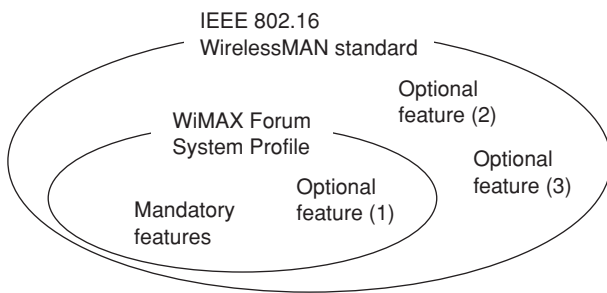 IEEE 802.16
WirelessMAN standard
Optional
feature (2)
WiMAX Forum
System Profile
Optional
feature (3)
Optional
feature (1)
Mandatory
features